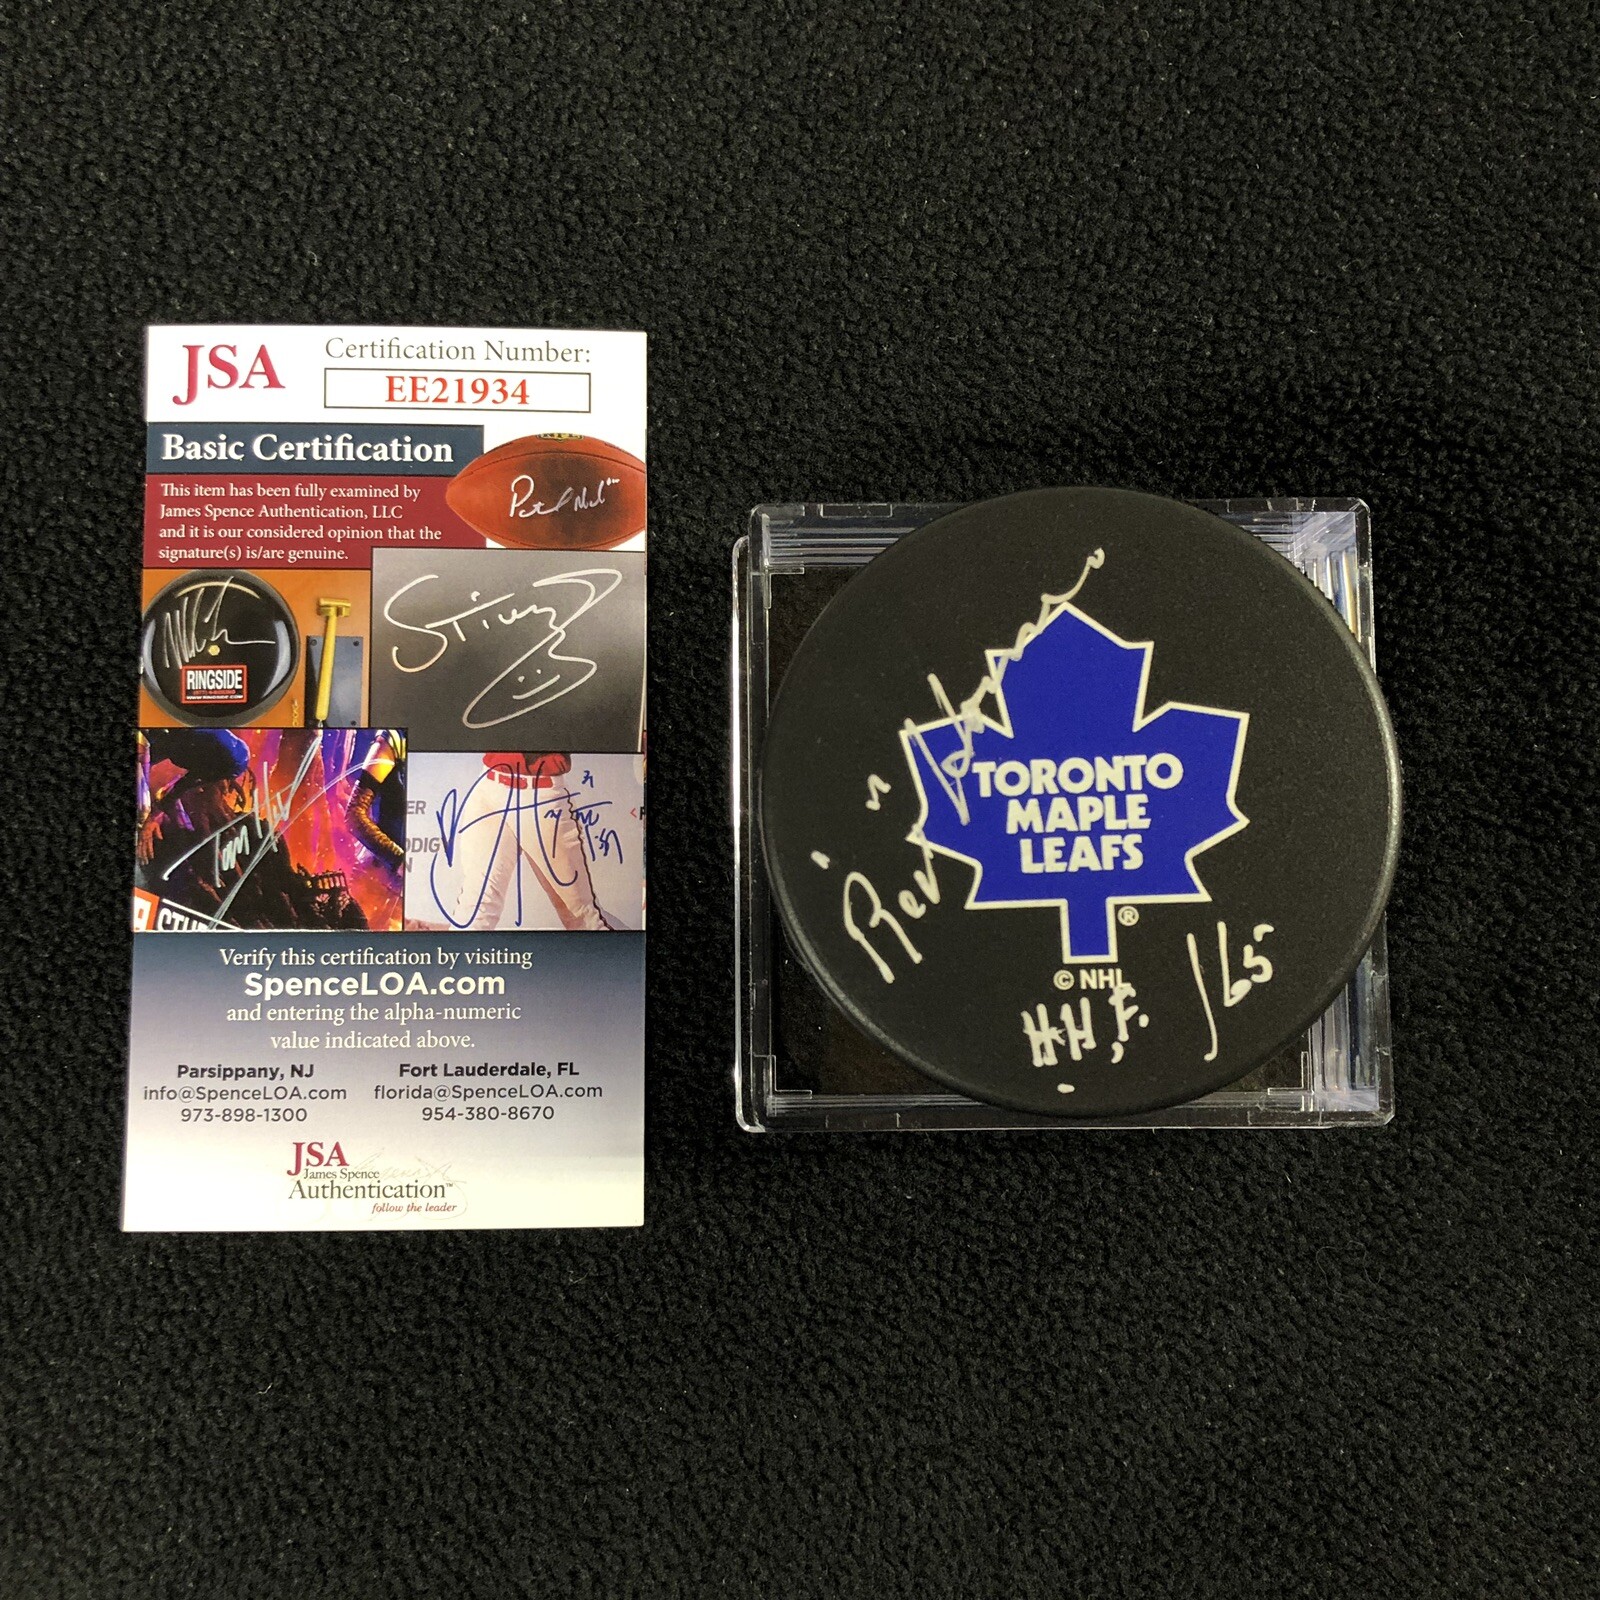 JSA
Certification Number:
EE21934
Basic Certification
This item has been fully examined by
James Spence Authentication, LLC
and it is our considered opinion that the
signature(s) is/are genuine.
RINGSIDE
Verify this certification by visiting
SpenceLOA.com
and entering the alpha-numeric
value indicated above.
Parsippany, NJ
info@SpenceLOA.com
973-898-1300
Fort Lauderdale, FL
florida@SpenceLOA.com
954-380-8670
JSA
James Spence
Authentication™
follow the leader
"Red" Horner
TORONTO
MAPLE
LEAFS
®
© NHL
H.H.F. /65